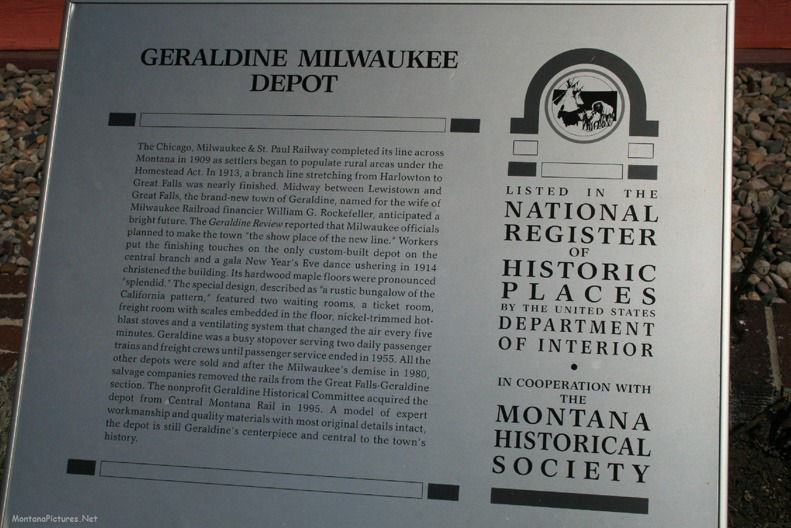 GERALDINE MILWAUKEE
DEPOT
The Chicago, Milwaukee & St. Paul Railway completed its line across
Montana in 1909 as settlers began to populate rural areas under the
Homestead Act. In 1913, a branch line stretching from Harlowton to
Great Falls was nearly finished. Midway between Lewistown and
Great Falls, the brand-new town of Geraldine, named for the wife of
Milwaukee Railroad financier William G. Rockefeller, anticipated a
bright future. The Geraldine Review reported that Milwaukee officials
planned to make the town "the show place of the new line." Workers
put the finishing touches on the only custom-built depot on the
central branch and a gala New Year's Eve dance ushering in 1914
christened the building. Its hardwood maple floors were pronounced
"splendid." The special design, described as "a rustic bungalow of the
California pattern," featured two waiting rooms, a ticket room,
freight room with scales embedded in the floor, nickel-trimmed hot-
blast stoves and a ventilating system that changed the air every five
minutes. Geraldine was a busy stopover serving two daily passenger
trains and freight crews until passenger service ended in 1955. All the
other depots were sold and after the Milwaukee's demise in 1980,
salvage companies removed the rails from the Great Falls-Geraldine
section. The nonprofit Geraldine Historical Committee acquired the
depot from Central Montana Rail in 1995. A model of expert
workmanship and quality materials with most original details intact,
the depot is still Geraldine's centerpiece and central to the town's
history.
LISTED IN THE
NATIONAL
REGISTER
OF
HISTORIC
PLACES
BY THE UNITED STATES
DEPARTMENT
OF INTERIOR
•
IN COOPERATION WITH
THE
MONTANA
HISTORICAL
SOCIETY
MontanaPictures.Net